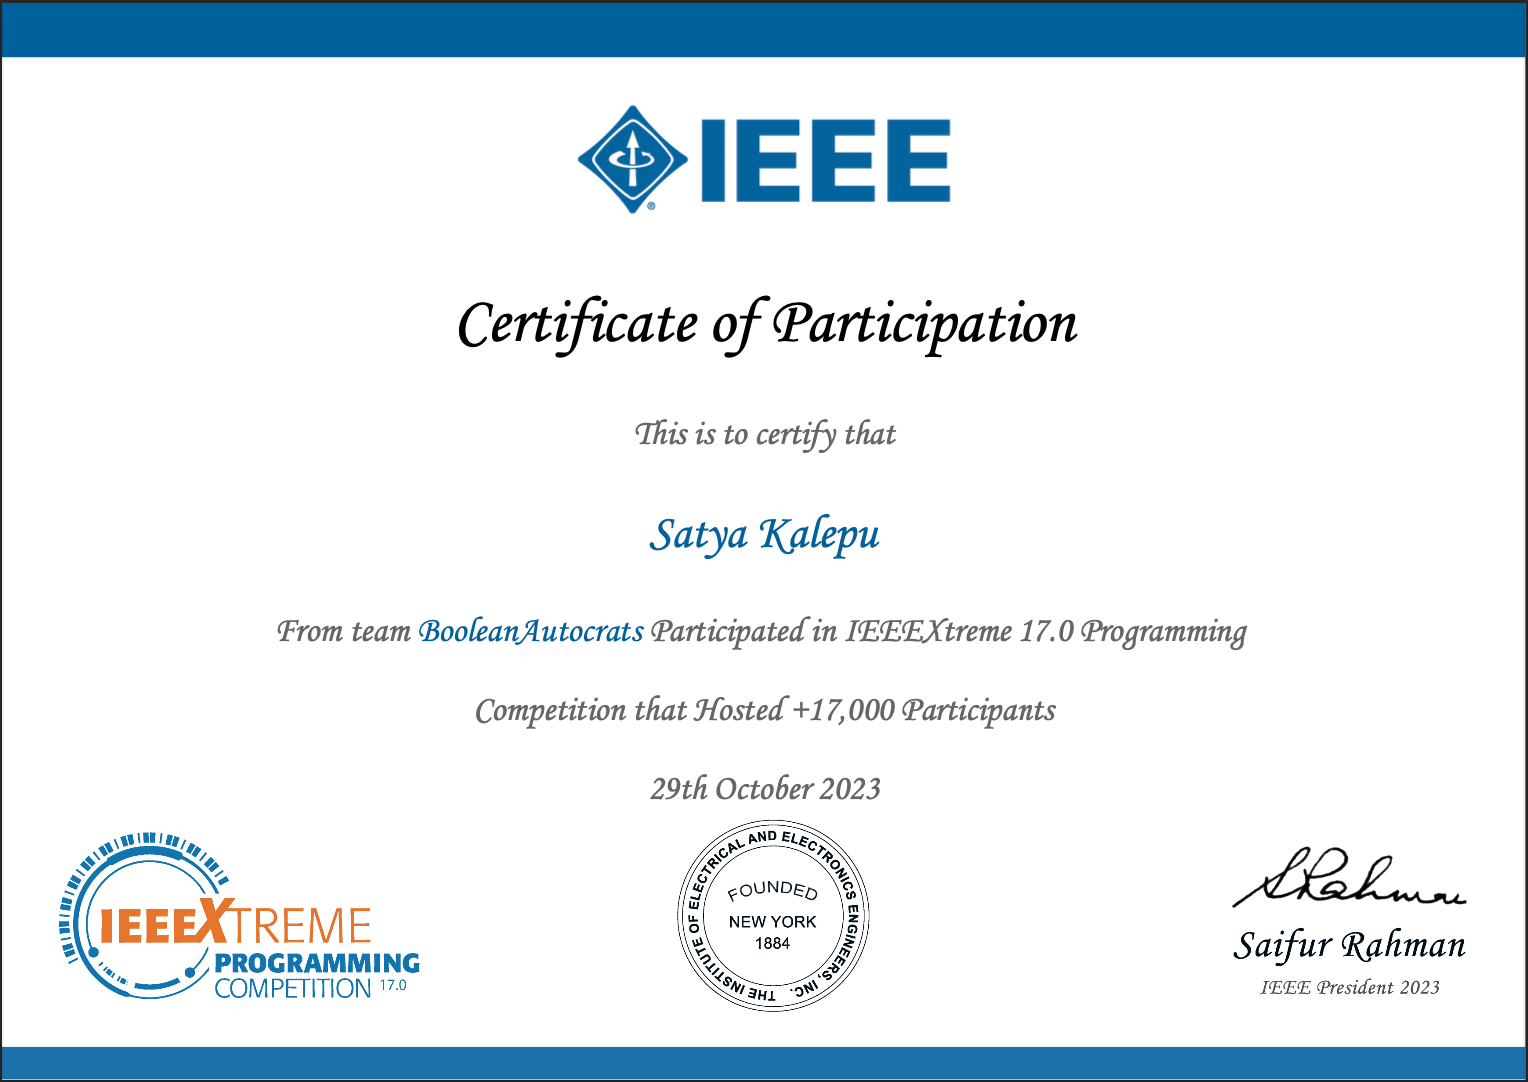 IEEE
®
Certificate of Participation
This is to certify that
Satya Kalepu
From team BooleanAutocrats Participated in IEEEXtreme 17.0 Programming
Competition that Hosted +17,000 Participants
29th October 2023
IEEEXTREME
PROGRAMMING
COMPETITION 17.0
THE INSTITUTE OF ELECTRICAL AND ELECTRONICS ENGINEERS, INC.
FOUNDED
NEW YORK
1884
SRahman
Saifur Rahman
IEEE President 2023